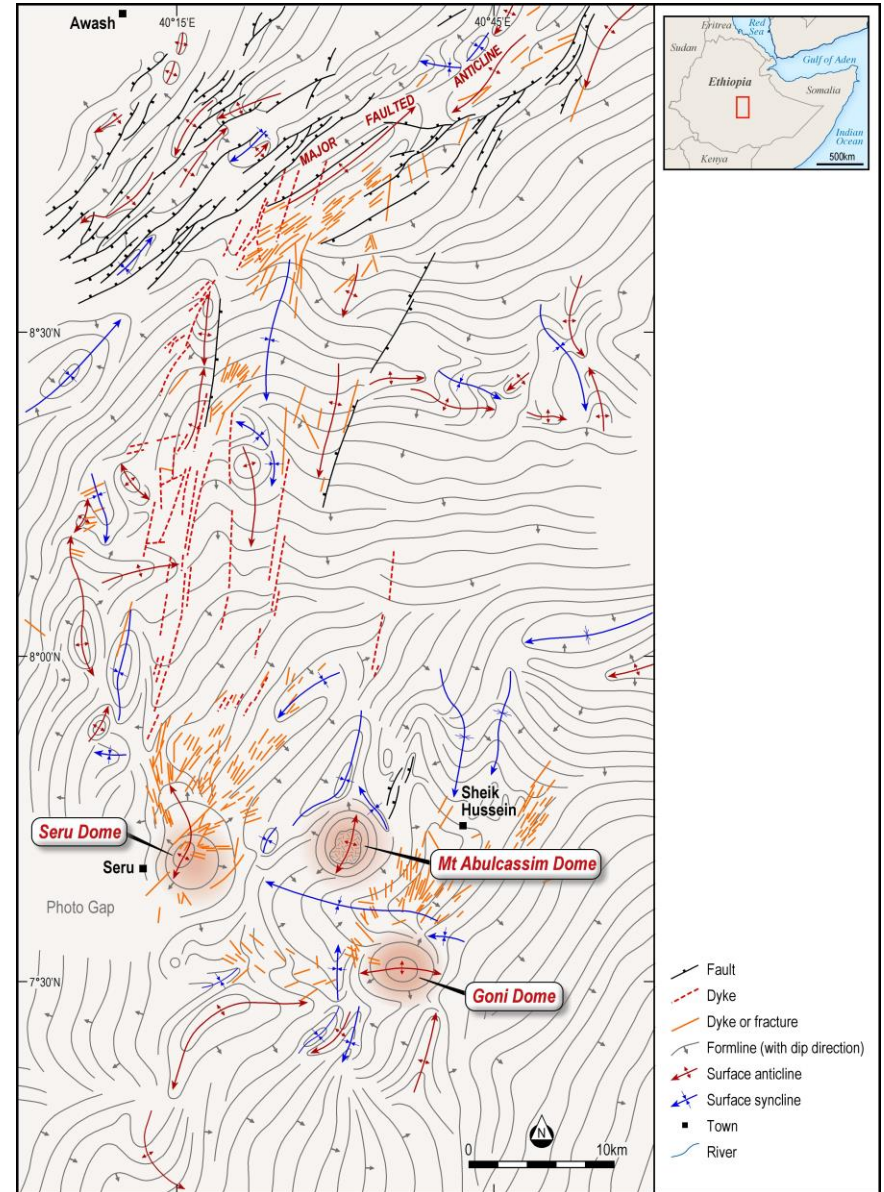 Awash
40°15'E
40°45'E
MAJOR FAULTED ANTICLINE
8°30'N
8°00'N
Sheik
Hussein
Seru Dome
Mt Abulcassim Dome
Seru
Photo Gap
7°30'N
Goni Dome
N
0 10km
Eritrea
Red
Sea
Sudan
Gulf of Aden
Ethiopia
Somalia
Indian
Ocean
Kenya
500km
Fault
Dyke
Dyke or fracture
Formline (with dip direction)
Surface anticline
Surface syncline
Town
River